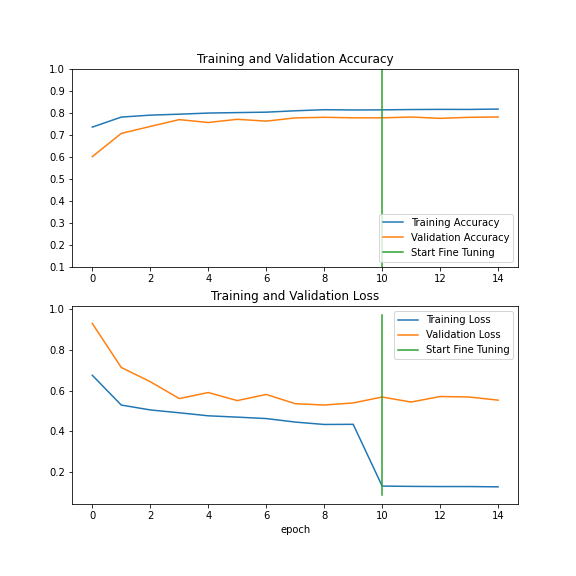 Training and Validation Accuracy
1.0
0.9
0.8
0.7
0.6
0.5
0.4
0.3
0.2
0.1
Training Accuracy
Validation Accuracy
Start Fine Tuning
0 2 4 6 8 10 12 14
Training and Validation Loss
1.0
0.8
0.6
0.4
0.2
Training Loss
Validation Loss
Start Fine Tuning
0 2 4 6 8 10 12 14
epoch